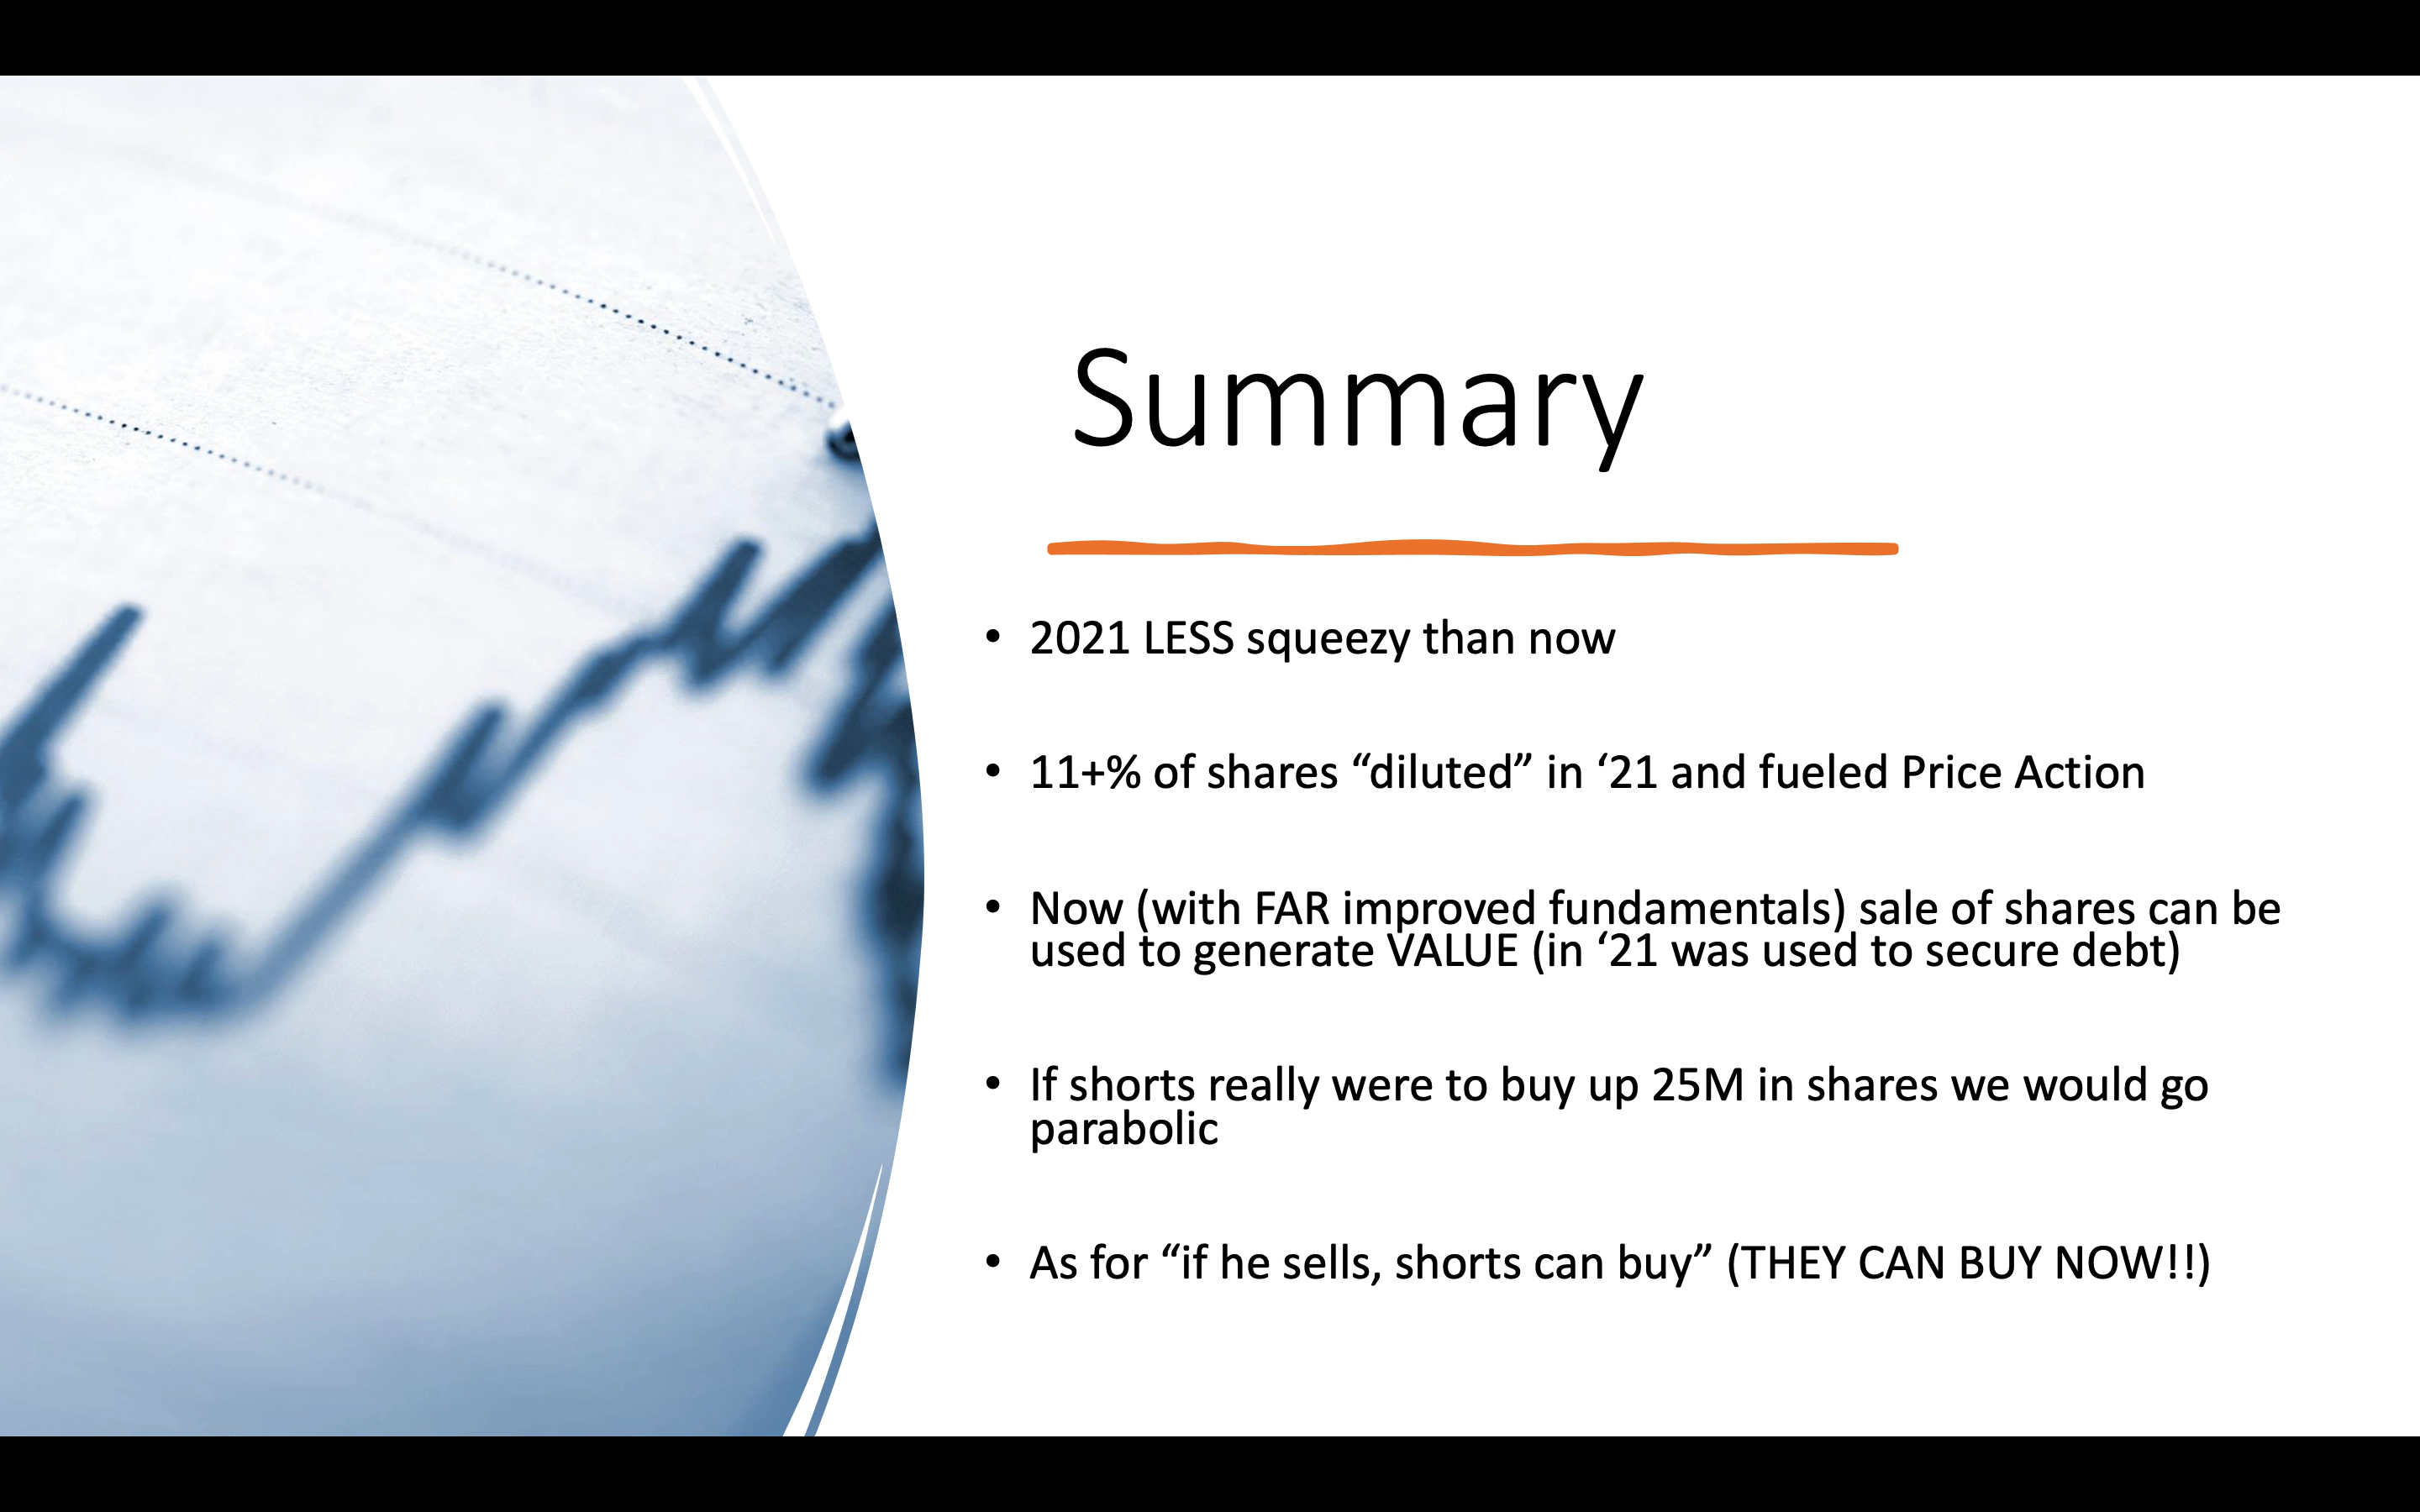 Summary
• 2021 LESS squeezy than now
• 11+% of shares “diluted” in ‘21 and fueled Price Action
• Now (with FAR improved fundamentals) sale of shares can be
used to generate VALUE (in ‘21 was used to secure debt)
• If shorts really were to buy up 25M in shares we would go
parabolic
• As for “if he sells, shorts can buy” (THEY CAN BUY NOW!!)